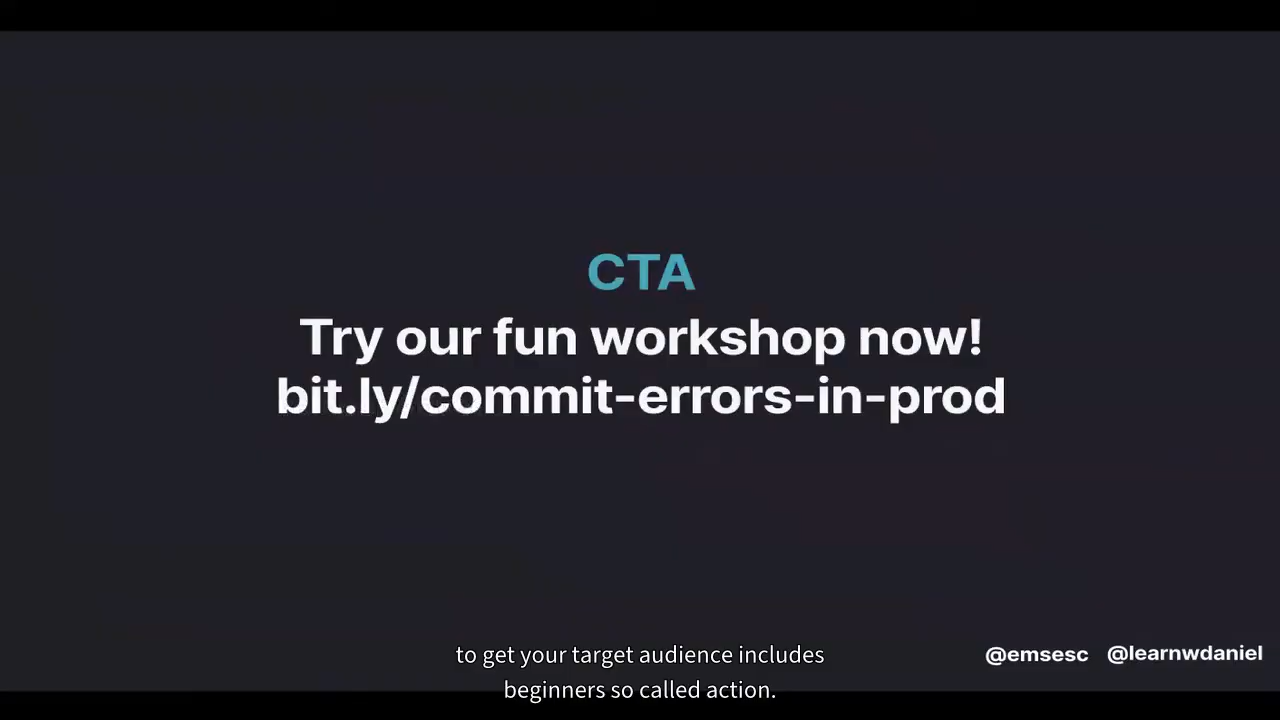 CTA
Try our fun workshop now!
bit.ly/commit-errors-in-prod
@emsesc @learnwdaniel
to get your target audience includes
beginners so called action.